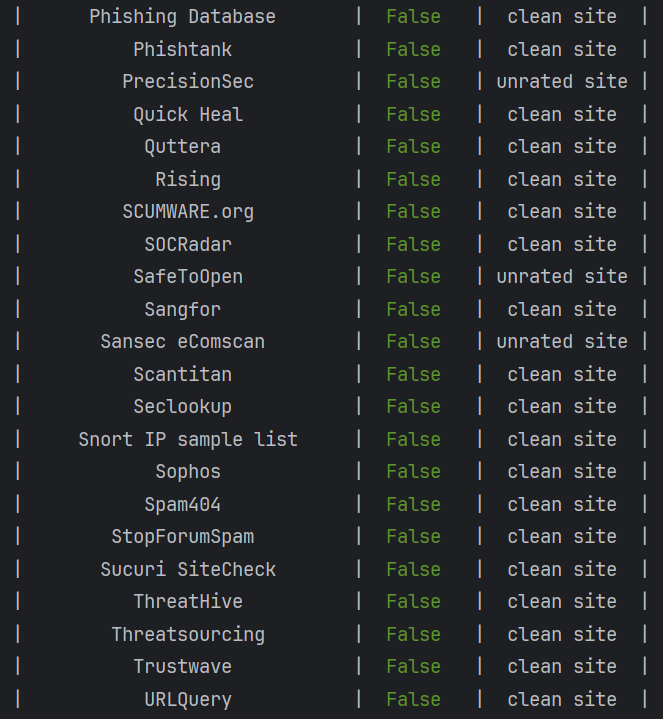 | Phishing Database | False | clean site |
| Phishtank | False | clean site |
| PrecisionSec | False | unrated site |
| Quick Heal | False | clean site |
| Quttera | False | clean site |
| Rising | False | clean site |
| SCUMWARE.org | False | clean site |
| SOCRadar | False | clean site |
| SafeToOpen | False | unrated site |
| Sangfor | False | clean site |
| Sansec eComscan | False | unrated site |
| Scantitan | False | clean site |
| Seclookup | False | clean site |
| Snort IP sample list | False | clean site |
| Sophos | False | clean site |
| Spam404 | False | clean site |
| StopForumSpam | False | clean site |
| Sucuri SiteCheck | False | clean site |
| ThreatHive | False | clean site |
| Threatsourcing | False | clean site |
| Trustwave | False | clean site |
| URLQuery | False | clean site |